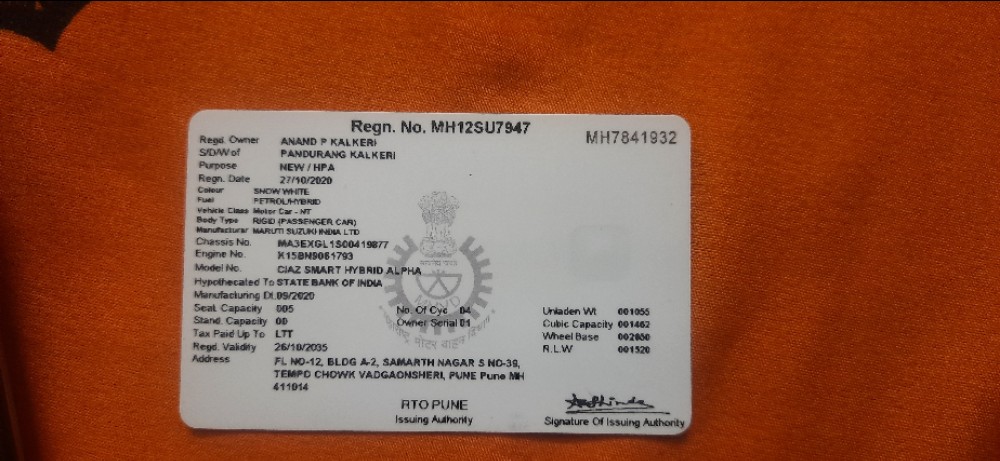 Regn. No. MH12SU7947
MH7841932
Regd. Owner ANAND P KALKERI
S/D/W of PANDURANG KALKERI
Purpose NEW / HPA
Regn. Date 27/10/2020
Colour SNOW WHITE
Fuel PETROL/HYBRID
Vehicle Class Motor Car - NT
Body Type RIGID (PASSENGER CAR)
Manufacturer MARUTI SUZUKI INDIA LTD
Chassis No. MA3EXGL1S00419877
Engine No. K15BN9081793
Model No. CIAZ SMART HYBRID ALPHA
Hypothecated To STATE BANK OF INDIA
Manufacturing Dt. 09/2020
Seat Capacity 005 No. Of Cyc 04 Unladen Wt 001055
Stand. Capacity 00 Owner Serial 01 Cubic Capacity 001462
Tax Paid Up To LTT Wheel Base 002650
Regd. Validity 26/10/2035 R.L.W 001520
Address FL NO-12, BLDG A-2, SAMARTH NAGAR S NO-39,
TEMPO CHOWK VADGAONSHERI, PUNE Pune MH
411014
RTO PUNE
Issuing Authority
Signature Of Issuing Authority
MMVD
मोटर वाहन विभाग